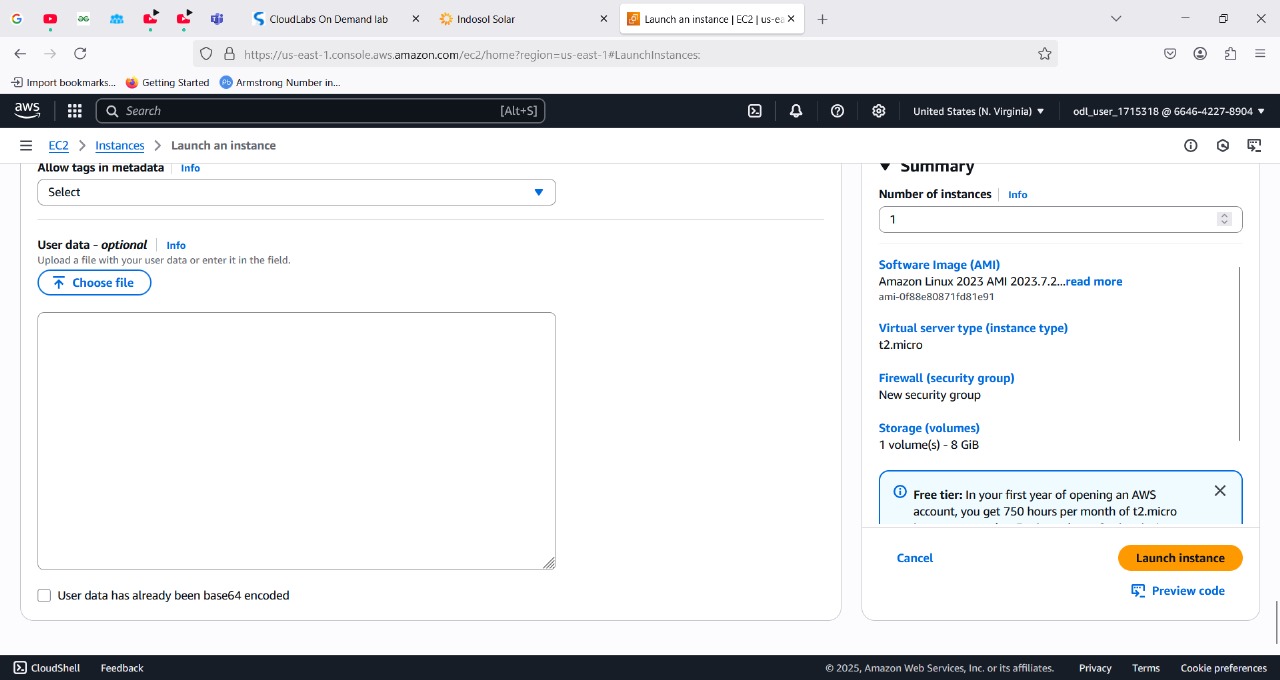 CloudLabs On Demand lab
Indosol Solar
Launch an instance | EC2 | us-ea
https://us-east-1.console.aws.amazon.com/ec2/home?region=us-east-1#LaunchInstances:
Import bookmarks...
Getting Started
Armstrong Number in...
aws
Search
[Alt+S]
United States (N. Virginia)
odl_user_1715318 @ 6646-4227-8904
EC2
Instances
Launch an instance
Allow tags in metadata
Info
Select
User data - optional
Info
Upload a file with your user data or enter it in the field.
Choose file
User data has already been base64 encoded
Summary
Number of instances
Info
1
Software Image (AMI)
Amazon Linux 2023 AMI 2023.7.2...read more
ami-0f88e80871fd81e91
Virtual server type (instance type)
t2.micro
Firewall (security group)
New security group
Storage (volumes)
1 volume(s) - 8 GiB
Free tier: In your first year of opening an AWS
account, you get 750 hours per month of t2.micro
Cancel
Launch instance
Preview code
CloudShell
Feedback
© 2025, Amazon Web Services, Inc. or its affiliates.
Privacy
Terms
Cookie preferences